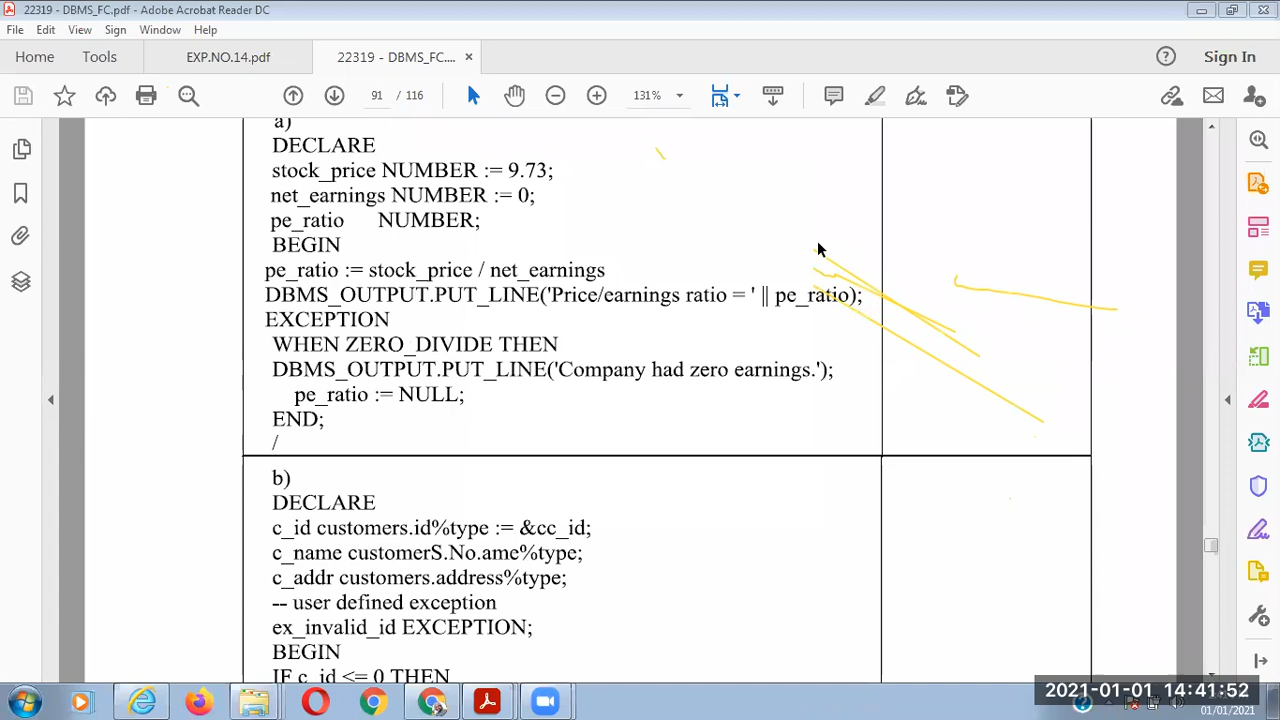 22319 - DBMS_FC.pdf - Adobe Acrobat Reader DC
File Edit View Sign Window Help
Home Tools EXP.NO.14.pdf 22319 - DBMS_FC.... × Sign In
91 / 116 131%
a)
DECLARE
stock_price NUMBER := 9.73;
net_earnings NUMBER := 0;
pe_ratio NUMBER;
BEGIN
pe_ratio := stock_price / net_earnings
DBMS_OUTPUT.PUT_LINE('Price/earnings ratio = ' || pe_ratio);
EXCEPTION
WHEN ZERO_DIVIDE THEN
DBMS_OUTPUT.PUT_LINE('Company had zero earnings.');
pe_ratio := NULL;
END;
/
b)
DECLARE
c_id customers.id%type := &cc_id;
c_name customerS.No.ame%type;
c_addr customers.address%type;
-- user defined exception
ex_invalid_id EXCEPTION;
BEGIN
IF c_id <= 0 THEN
2021-01-01 14:41:52
01/01/2021